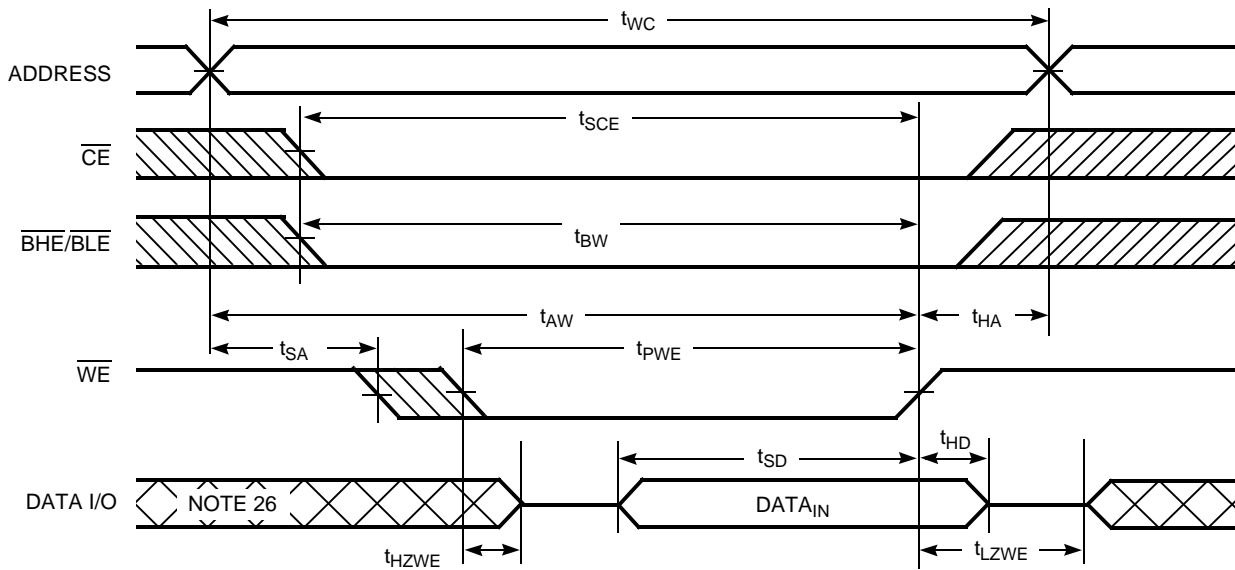 tWC
ADDRESS
tSCE
CE
tBW
BHE/BLE
tAW
tHA
tSA
tPWE
WE
tHD
tSD
DATA I/O
NOTE 26
DATAIN
tHZWE
tLZWE